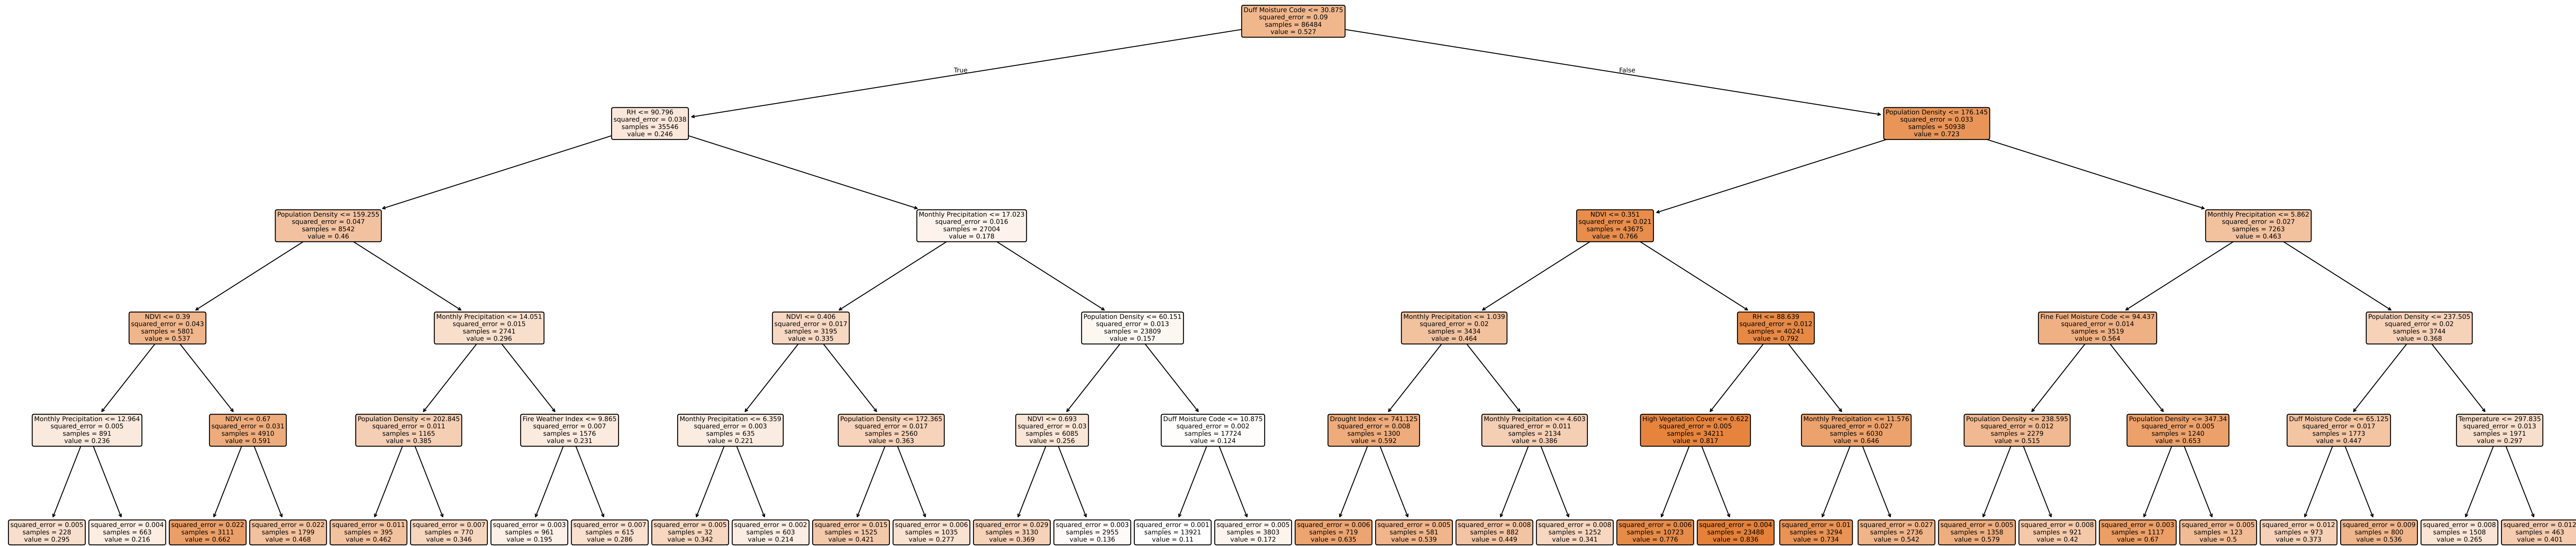 Duff Moisture Code <= 30.875
squared_error = 0.09
samples = 86484
value = 0.527
True
False
RH <= 90.796
squared_error = 0.038
samples = 35546
value = 0.246
Population Density <= 176.145
squared_error = 0.033
samples = 50938
value = 0.723
Population Density <= 159.255
squared_error = 0.047
samples = 8542
value = 0.46
Monthly Precipitation <= 17.023
squared_error = 0.016
samples = 27004
value = 0.178
NDVI <= 0.351
squared_error = 0.021
samples = 43675
value = 0.766
Monthly Precipitation <= 5.862
squared_error = 0.027
samples = 7263
value = 0.463
NDVI <= 0.39
squared_error = 0.043
samples = 5801
value = 0.537
Monthly Precipitation <= 14.051
squared_error = 0.015
samples = 2741
value = 0.296
NDVI <= 0.406
squared_error = 0.017
samples = 3195
value = 0.335
Population Density <= 60.151
squared_error = 0.013
samples = 23809
value = 0.157
Monthly Precipitation <= 1.039
squared_error = 0.02
samples = 3434
value = 0.464
RH <= 88.639
squared_error = 0.012
samples = 40241
value = 0.792
Fine Fuel Moisture Code <= 94.437
squared_error = 0.014
samples = 3519
value = 0.564
Population Density <= 237.505
squared_error = 0.02
samples = 3744
value = 0.368
Monthly Precipitation <= 12.964
squared_error = 0.005
samples = 891
value = 0.236
NDVI <= 0.67
squared_error = 0.031
samples = 4910
value = 0.591
Population Density <= 202.845
squared_error = 0.011
samples = 1165
value = 0.385
Fire Weather Index <= 9.865
squared_error = 0.007
samples = 1576
value = 0.231
Monthly Precipitation <= 6.359
squared_error = 0.003
samples = 635
value = 0.221
Population Density <= 172.365
squared_error = 0.017
samples = 2560
value = 0.363
NDVI <= 0.693
squared_error = 0.03
samples = 6085
value = 0.256
Duff Moisture Code <= 10.875
squared_error = 0.002
samples = 17724
value = 0.124
Drought Index <= 741.125
squared_error = 0.008
samples = 1300
value = 0.592
Monthly Precipitation <= 4.603
squared_error = 0.011
samples = 2134
value = 0.386
High Vegetation Cover <= 0.622
squared_error = 0.005
samples = 34211
value = 0.817
Monthly Precipitation <= 11.576
squared_error = 0.027
samples = 6030
value = 0.646
Population Density <= 238.595
squared_error = 0.012
samples = 2279
value = 0.515
Population Density <= 347.34
squared_error = 0.005
samples = 1240
value = 0.653
Duff Moisture Code <= 65.125
squared_error = 0.017
samples = 1773
value = 0.447
Temperature <= 297.835
squared_error = 0.013
samples = 1971
value = 0.297
squared_error = 0.005
samples = 228
value = 0.295
squared_error = 0.004
samples = 663
value = 0.216
squared_error = 0.022
samples = 3111
value = 0.662
squared_error = 0.022
samples = 1799
value = 0.468
squared_error = 0.011
samples = 395
value = 0.462
squared_error = 0.007
samples = 770
value = 0.346
squared_error = 0.003
samples = 961
value = 0.195
squared_error = 0.007
samples = 615
value = 0.286
squared_error = 0.005
samples = 32
value = 0.342
squared_error = 0.002
samples = 603
value = 0.214
squared_error = 0.015
samples = 1525
value = 0.421
squared_error = 0.006
samples = 1035
value = 0.277
squared_error = 0.029
samples = 3130
value = 0.369
squared_error = 0.003
samples = 2955
value = 0.136
squared_error = 0.001
samples = 13921
value = 0.11
squared_error = 0.005
samples = 3803
value = 0.172
squared_error = 0.006
samples = 719
value = 0.635
squared_error = 0.005
samples = 581
value = 0.539
squared_error = 0.008
samples = 882
value = 0.449
squared_error = 0.008
samples = 1252
value = 0.341
squared_error = 0.006
samples = 10723
value = 0.776
squared_error = 0.004
samples = 23488
value = 0.836
squared_error = 0.01
samples = 3294
value = 0.734
squared_error = 0.027
samples = 2736
value = 0.542
squared_error = 0.005
samples = 1358
value = 0.579
squared_error = 0.008
samples = 921
value = 0.42
squared_error = 0.003
samples = 1117
value = 0.67
squared_error = 0.005
samples = 123
value = 0.5
squared_error = 0.012
samples = 973
value = 0.373
squared_error = 0.009
samples = 800
value = 0.536
squared_error = 0.008
samples = 1508
value = 0.265
squared_error = 0.012
samples = 463
value = 0.401